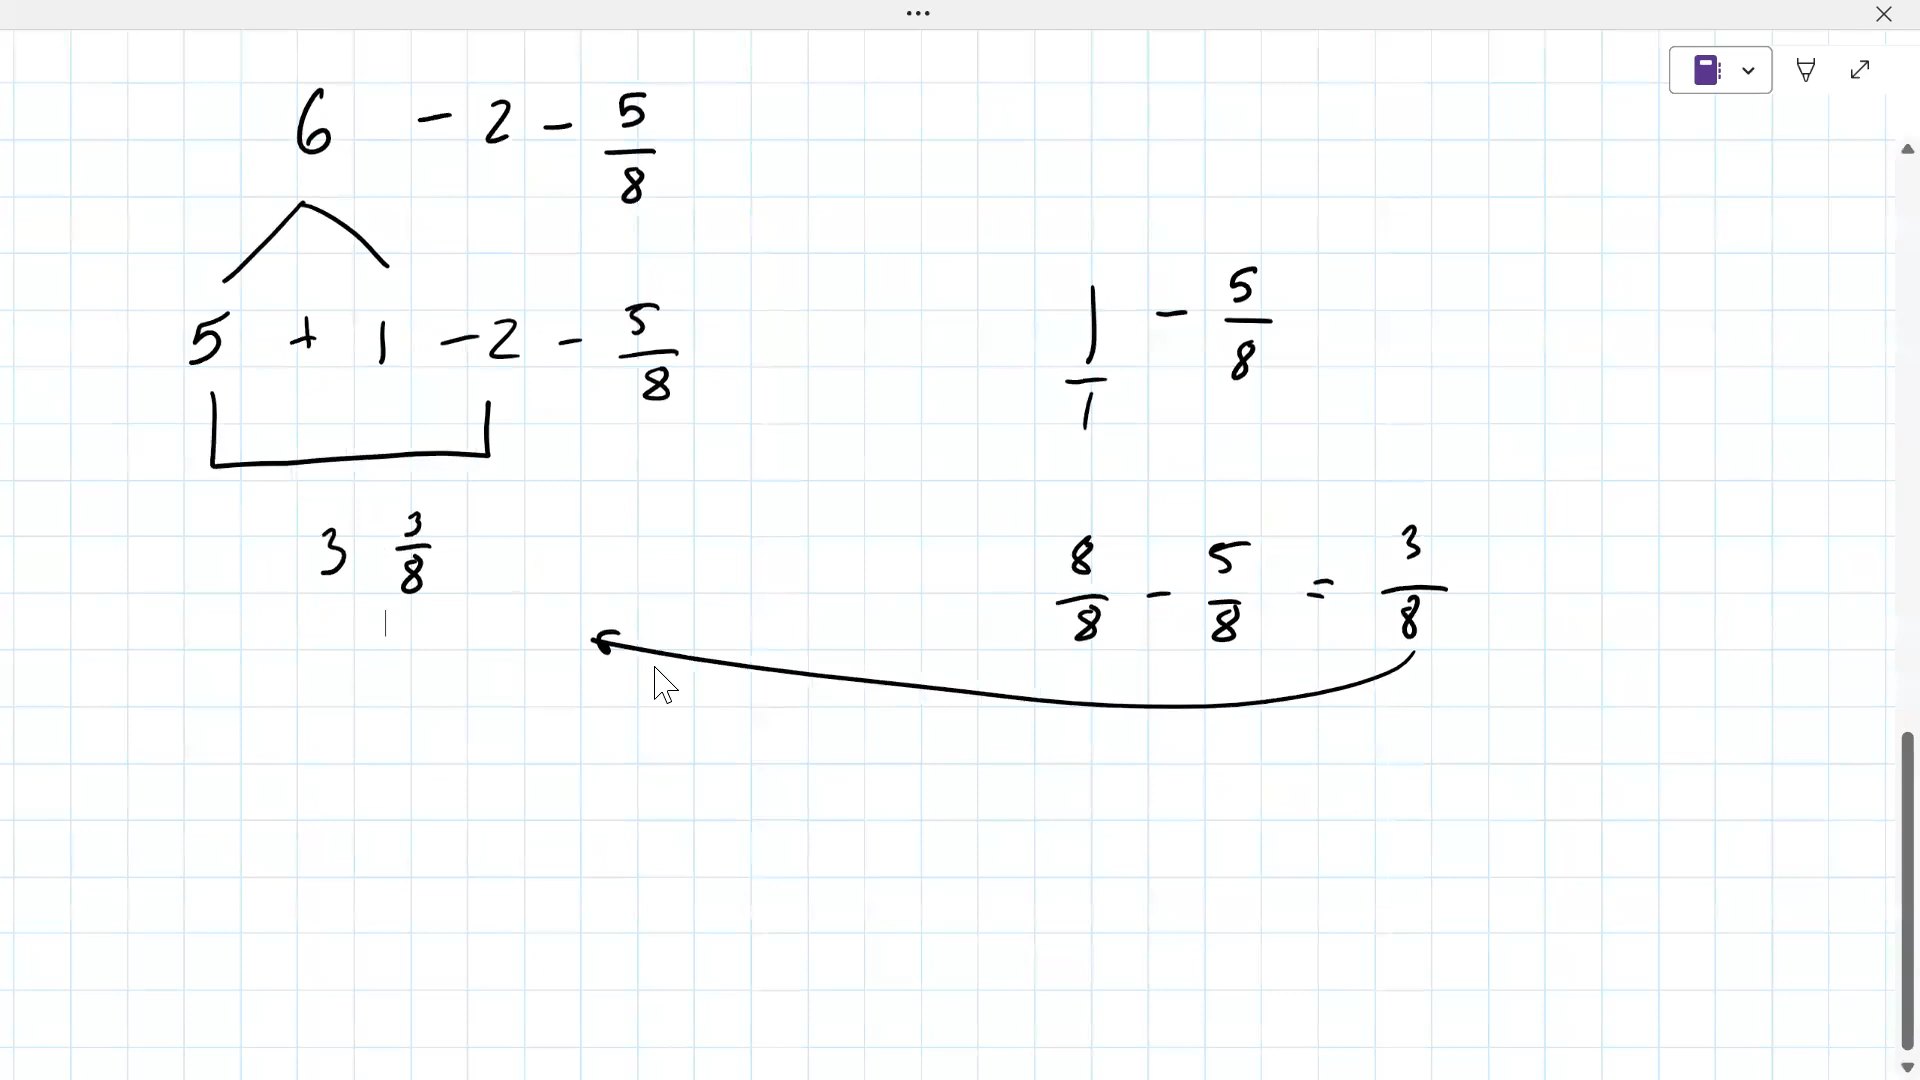 6 - 2 - 5/8
5 + 1 - 2 - 5/8
3 3/8
1/1 - 5/8
8/8 - 5/8 = 3/8